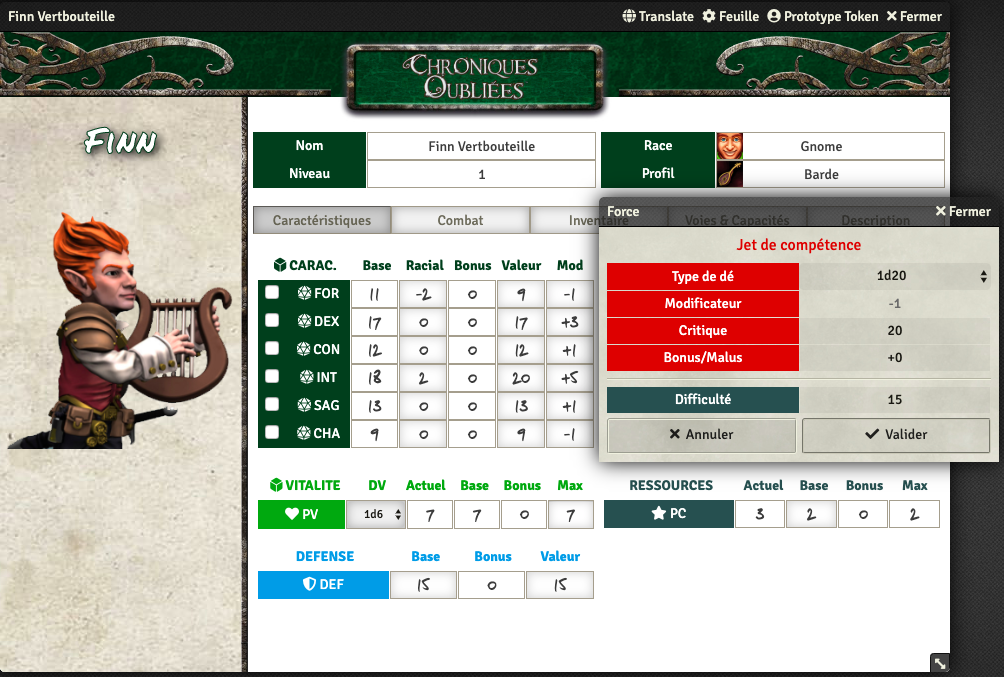 Finn Vertbouteille
Translate Feuille Prototype Token Fermer
CHRONIQUES
OUBLIÉES
FINN
Nom Finn Vertbouteille
Niveau 1
Race Gnome
Profil Barde
Caractéristiques Combat Inventaire Voies & Capacités Description
CARAC. Base Racial Bonus Valeur Mod
FOR 11 -2 0 9 -1
DEX 17 0 0 17 +3
CON 12 0 0 12 +1
INT 18 2 0 20 +5
SAG 13 0 0 13 +1
CHA 9 0 0 9 -1
Force Fermer
Jet de compétence
Type de dé 1d20
Modificateur -1
Critique 20
Bonus/Malus +0
Difficulté 15
Annuler Valider
VITALITE DV Actuel Base Bonus Max
PV 1d6 7 7 0 7
RESSOURCES Actuel Base Bonus Max
PC 3 2 0 2
DEFENSE Base Bonus Valeur
DEF 15 0 15